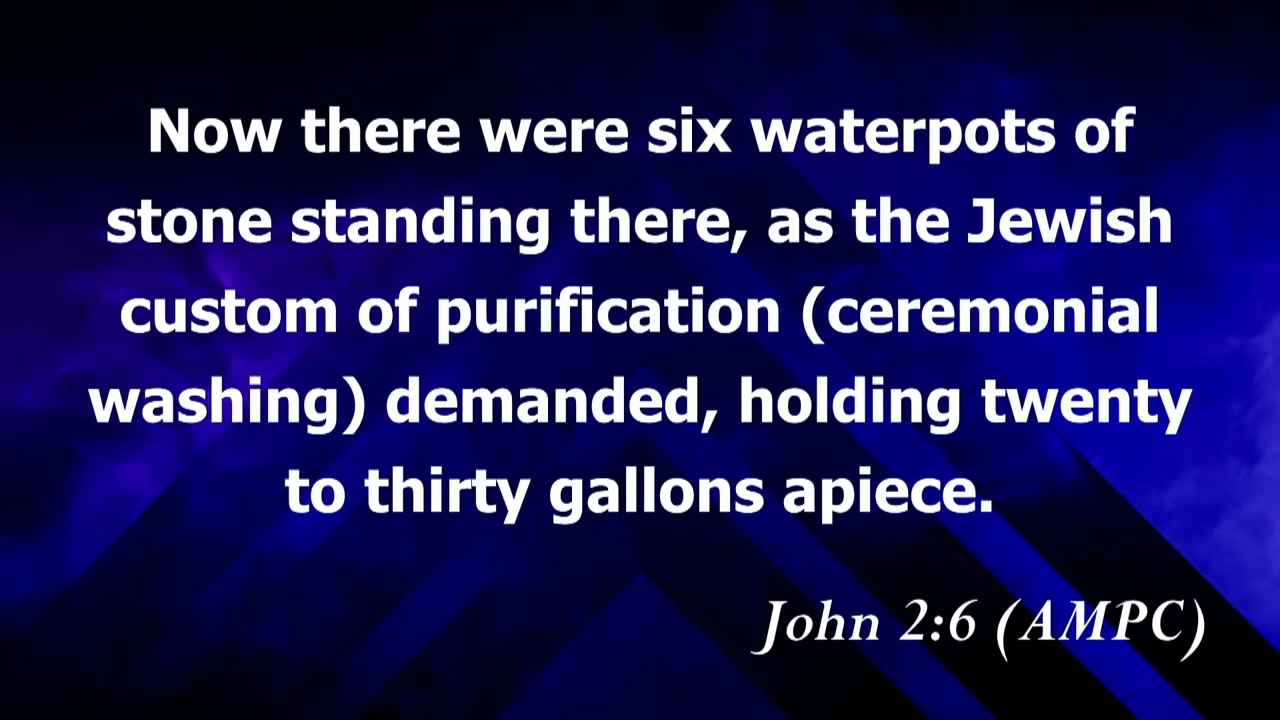 Now there were six waterpots of
stone standing there, as the Jewish
custom of purification (ceremonial
washing) demanded, holding twenty
to thirty gallons apiece.
John 2:6 (AMPC)